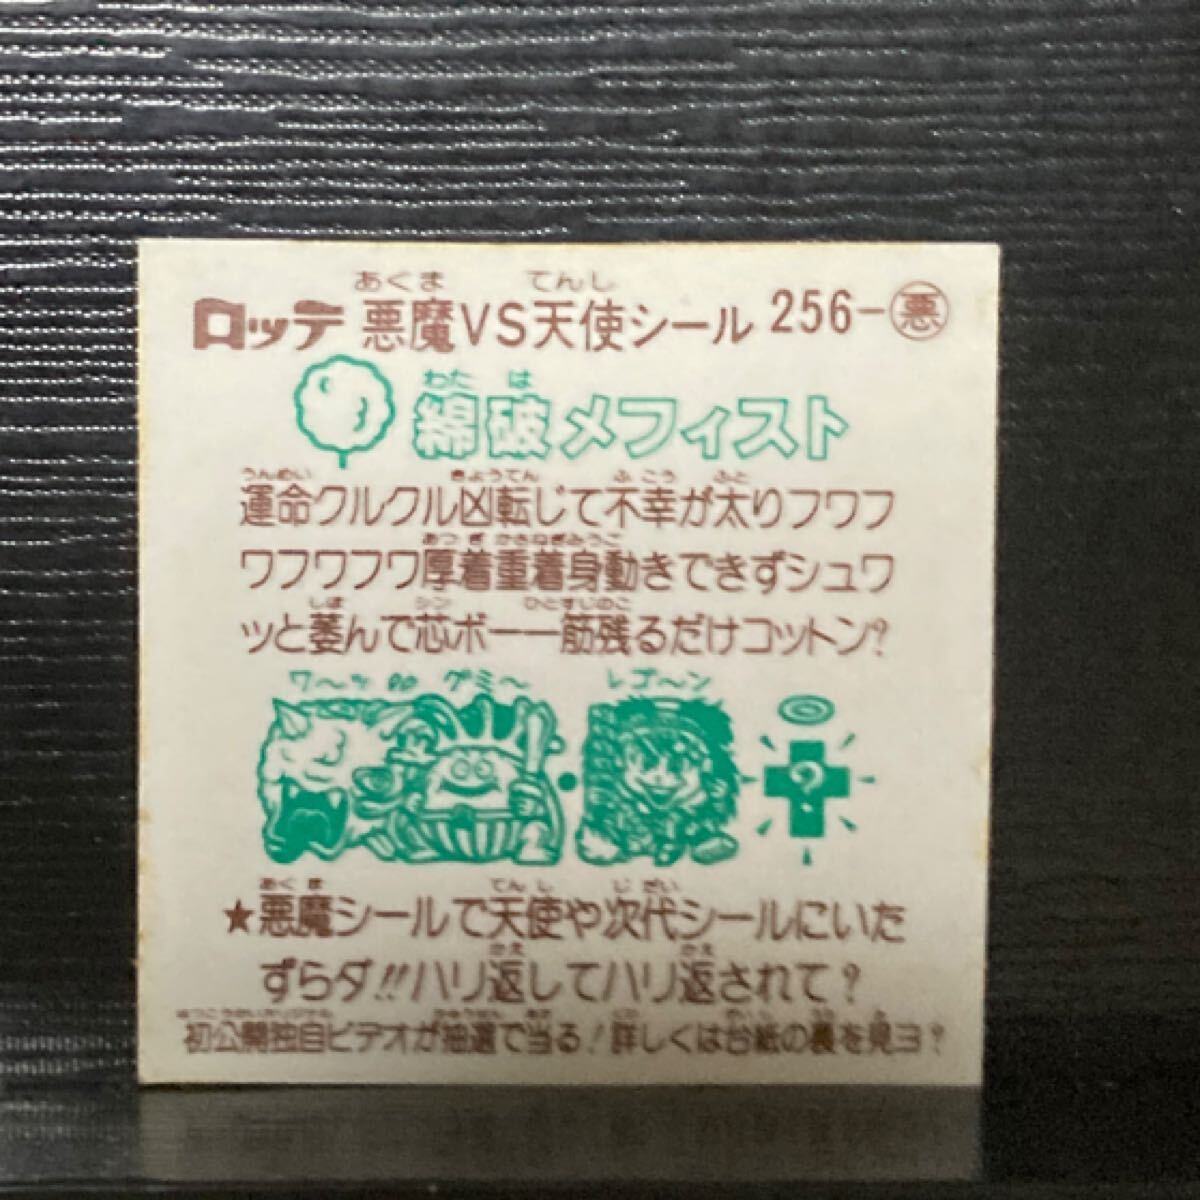 あくま てんし
ロッテ 悪魔VS天使シール 256-悪
わた は
綿破メフィスト
うんめい きょうてん ふこう ふと
運命クルクル凶転じて不幸が太りフワフ
あつぎ かさねぎみうご
ワフワフワ厚着重着身動きできずシュワ
しぼ シン ひとすじのこ
ッと萎んで芯ボー一筋残るだけコットン?
ワ〜ッ グミ〜 レゴ〜ン
?
あくま てんし じだい
★悪魔シールで天使や次代シールにいた
かえ かえ
ずらダ!!ハリ返してハリ返されて?
初公開独自ビデオが抽選で当る!詳しくは台紙の裏を見ヨ?